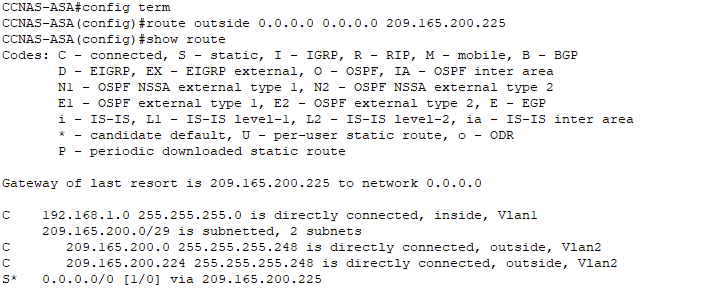 CCNAS-ASA#config term
CCNAS-ASA(config)#route outside 0.0.0.0 0.0.0.0 209.165.200.225
CCNAS-ASA(config)#show route
Codes: C - connected, S - static, I - IGRP, R - RIP, M - mobile, B - BGP
       D - EIGRP, EX - EIGRP external, O - OSPF, IA - OSPF inter area
       N1 - OSPF NSSA external type 1, N2 - OSPF NSSA external type 2
       E1 - OSPF external type 1, E2 - OSPF external type 2, E - EGP
       i - IS-IS, L1 - IS-IS level-1, L2 - IS-IS level-2, ia - IS-IS inter area
       * - candidate default, U - per-user static route, o - ODR
       P - periodic downloaded static route
Gateway of last resort is 209.165.200.225 to network 0.0.0.0
C    192.168.1.0 255.255.255.0 is directly connected, inside, Vlan1
     209.165.200.0/29 is subnetted, 2 subnets
C       209.165.200.0 255.255.255.248 is directly connected, outside, Vlan2
C       209.165.200.224 255.255.255.248 is directly connected, outside, Vlan2
S*   0.0.0.0/0 [1/0] via 209.165.200.225